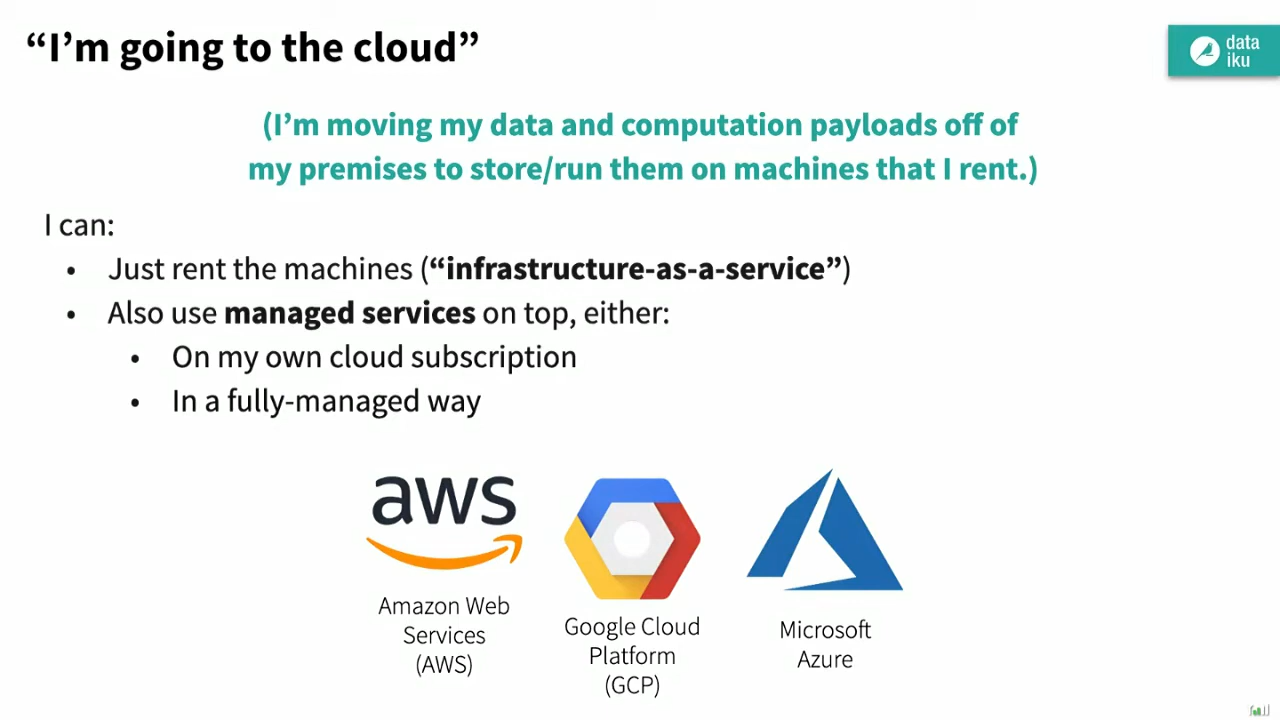 “I’m going to the cloud”
data
iku
(I’m moving my data and computation payloads off of
my premises to store/run them on machines that I rent.)
I can:
• Just rent the machines (“infrastructure-as-a-service”)
• Also use managed services on top, either:
• On my own cloud subscription
• In a fully-managed way
aws
Amazon Web
Services
(AWS)
Google Cloud
Platform
(GCP)
Microsoft
Azure